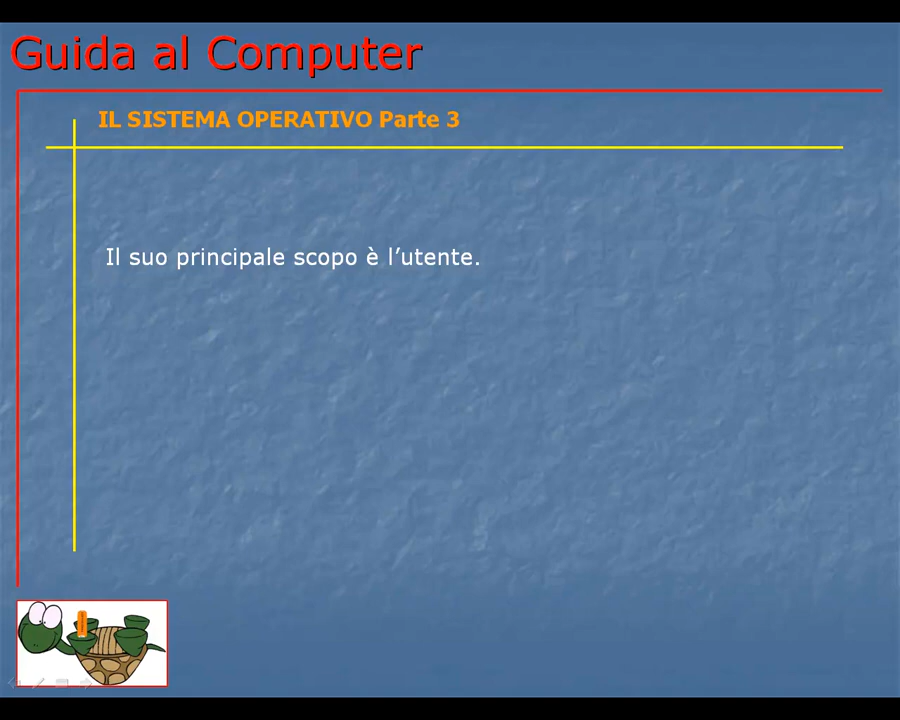 Guida al Computer
IL SISTEMA OPERATIVO Parte 3
Il suo principale scopo è l’utente.